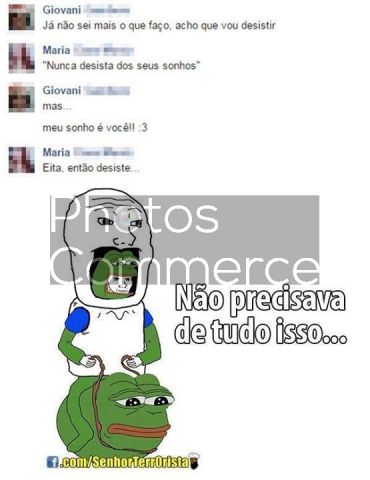 Giovani
Já não sei mais o que faço, acho que vou desistir
Maria
"Nunca desista dos seus sonhos"
Giovani
mas...
meu sonho é você!! :3
Maria
Eita, então desiste...
Photos
Commerce
Não precisava
de tudo isso...
f.com/SenhorTerrOrista